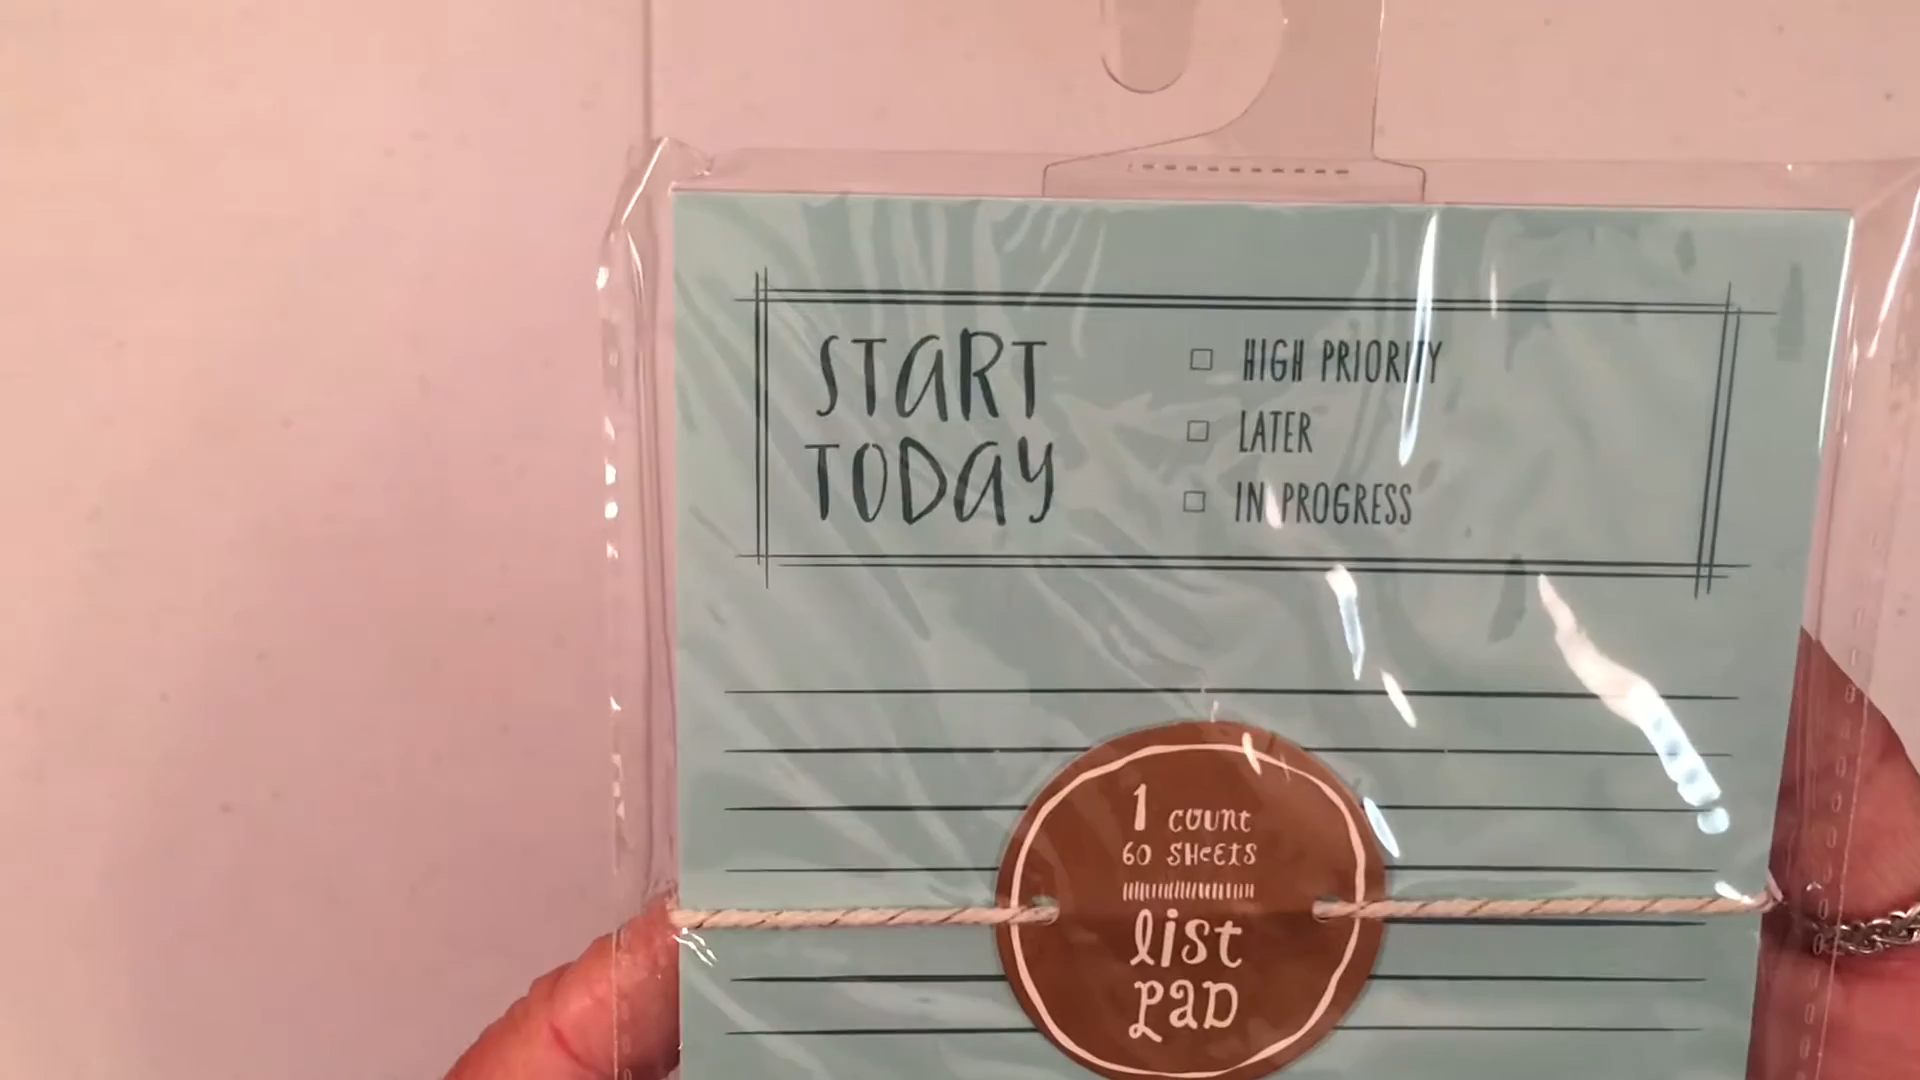 START
TODAY
HIGH PRIORITY
LATER
IN PROGRESS
1 COUNT
60 SHEETS
list
PAD